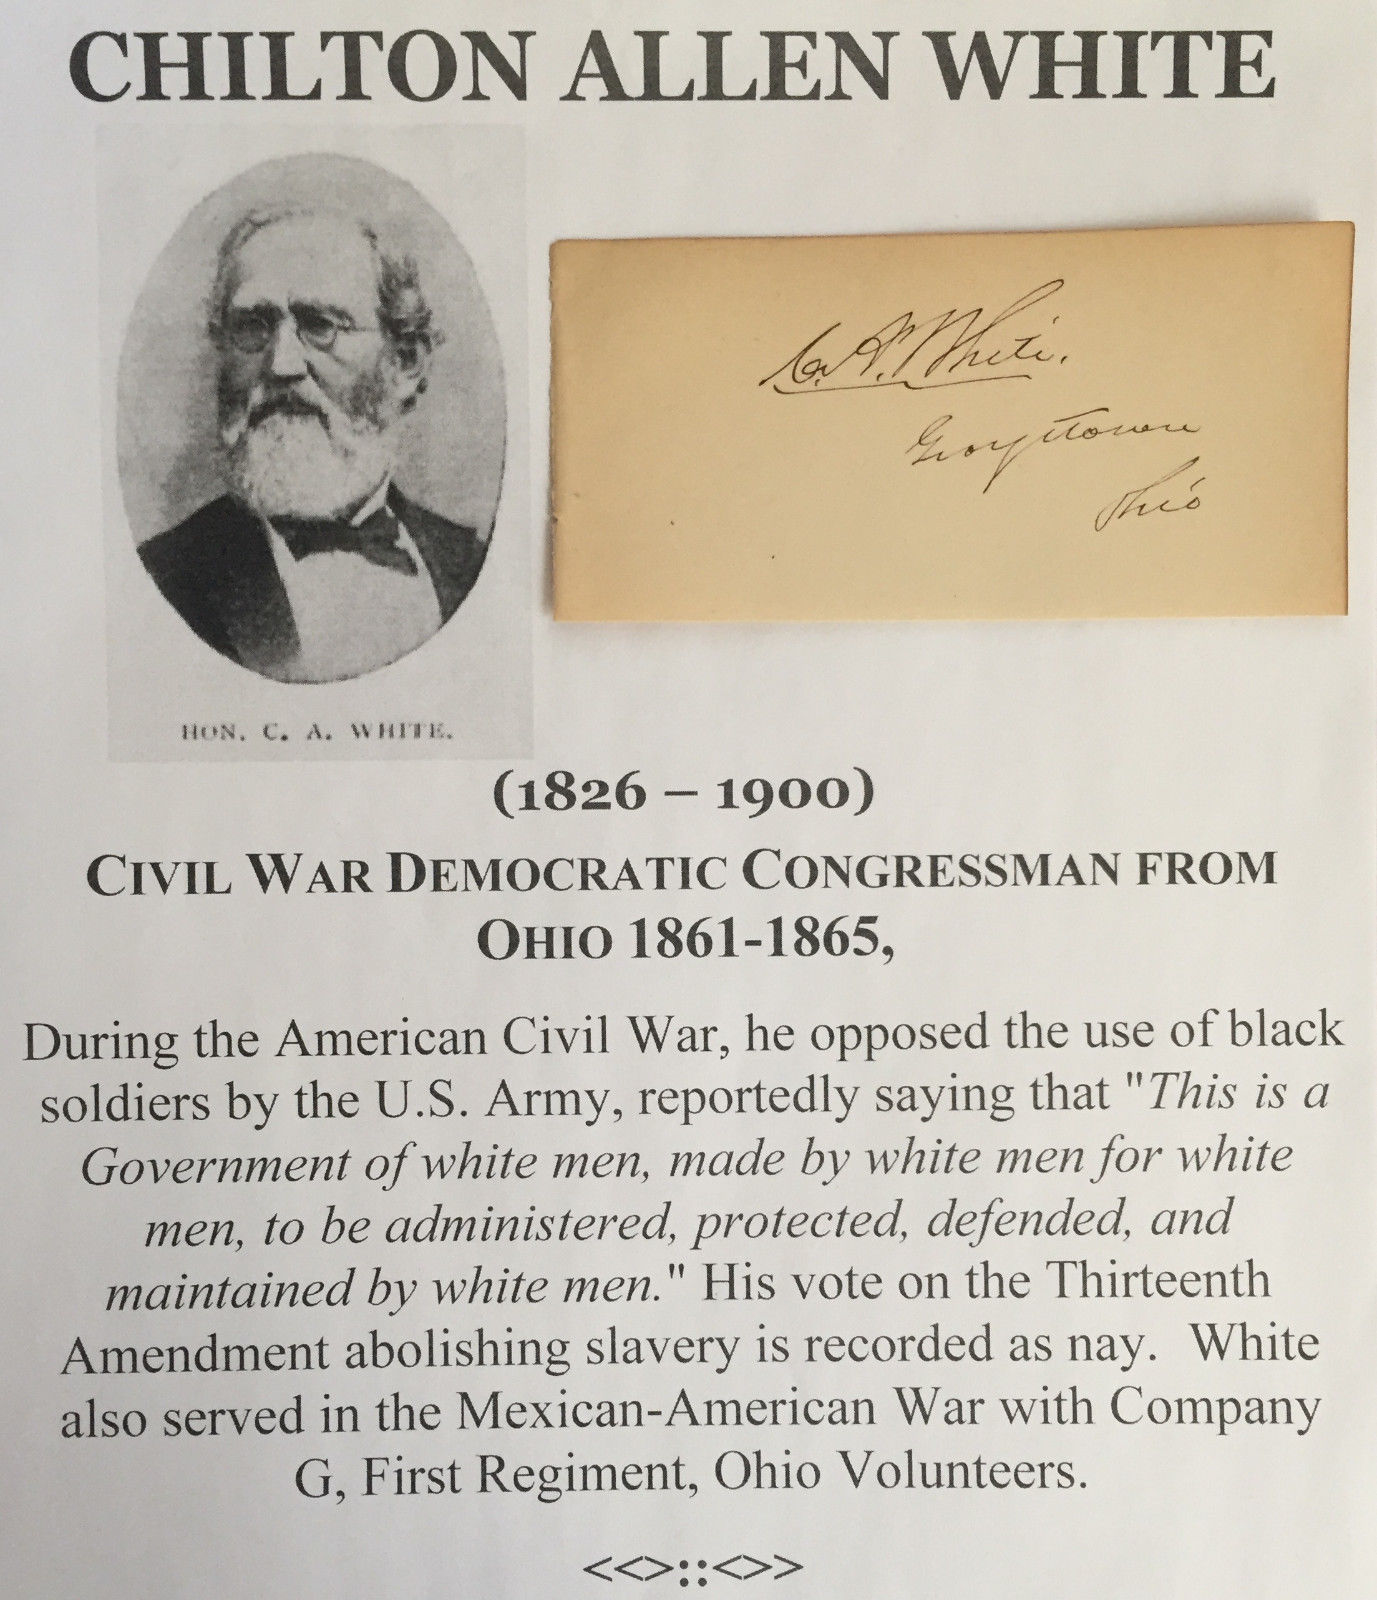 CHILTON ALLEN WHITE
C. A. White.
Georgetown
Ohio
HON. C. A. WHITE.
(1826 – 1900)
CIVIL WAR DEMOCRATIC CONGRESSMAN FROM
OHIO 1861-1865,
During the American Civil War, he opposed the use of black
soldiers by the U.S. Army, reportedly saying that "This is a
Government of white men, made by white men for white
men, to be administered, protected, defended, and
maintained by white men." His vote on the Thirteenth
Amendment abolishing slavery is recorded as nay. White
also served in the Mexican-American War with Company
G, First Regiment, Ohio Volunteers.
<<>::<>>